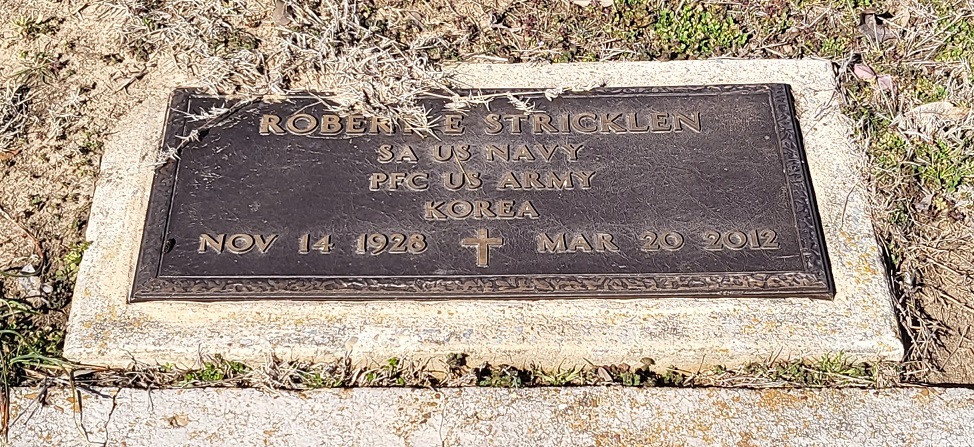 ROBERT E STRICKLEN
SA US NAVY
PFC US ARMY
KOREA
NOV 14 1928 MAR 20 2012